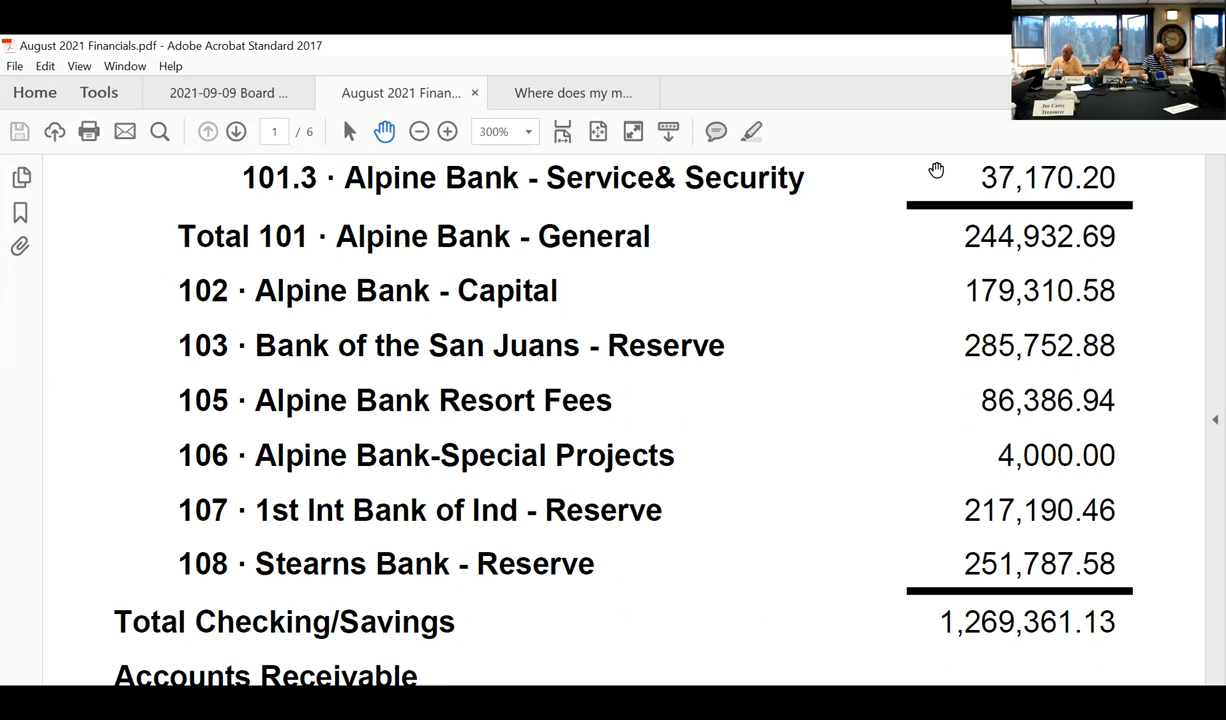 August 2021 Financials.pdf - Adobe Acrobat Standard 2017
File Edit View Window Help
Home Tools 2021-09-09 Board ... August 2021 Finan... × Where does my m...
1 / 6 300%
101.3 · Alpine Bank - Service& Security 37,170.20
Total 101 · Alpine Bank - General 244,932.69
102 · Alpine Bank - Capital 179,310.58
103 · Bank of the San Juans - Reserve 285,752.88
105 · Alpine Bank Resort Fees 86,386.94
106 · Alpine Bank-Special Projects 4,000.00
107 · 1st Int Bank of Ind - Reserve 217,190.46
108 · Stearns Bank - Reserve 251,787.58
Total Checking/Savings 1,269,361.13
Accounts Receivable
Joe Carey
Treasurer